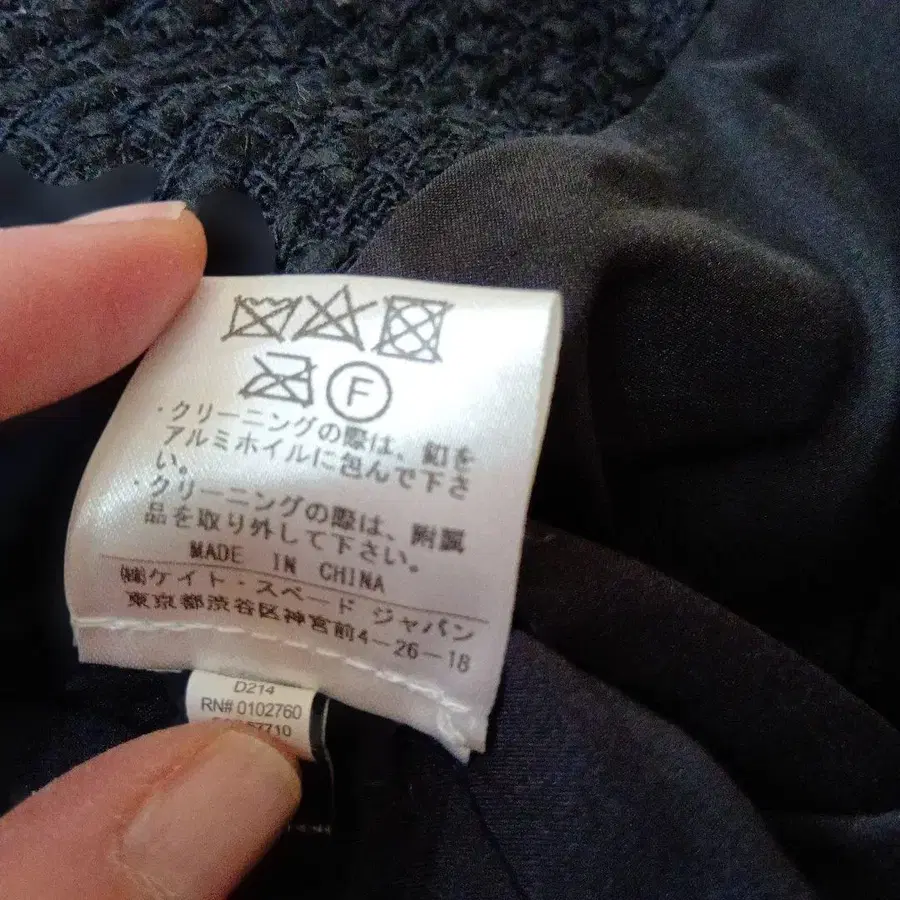 F
・クリーニングの際は、釦を
アルミホイルに包んで下さ
い。
・クリーニングの際は、附属
品を取り外して下さい。
MADE IN CHINA
㈱ケイト・スペード ジャパン
東京都渋谷区神宮前4-26-18
D214
RN# 0102760
7710